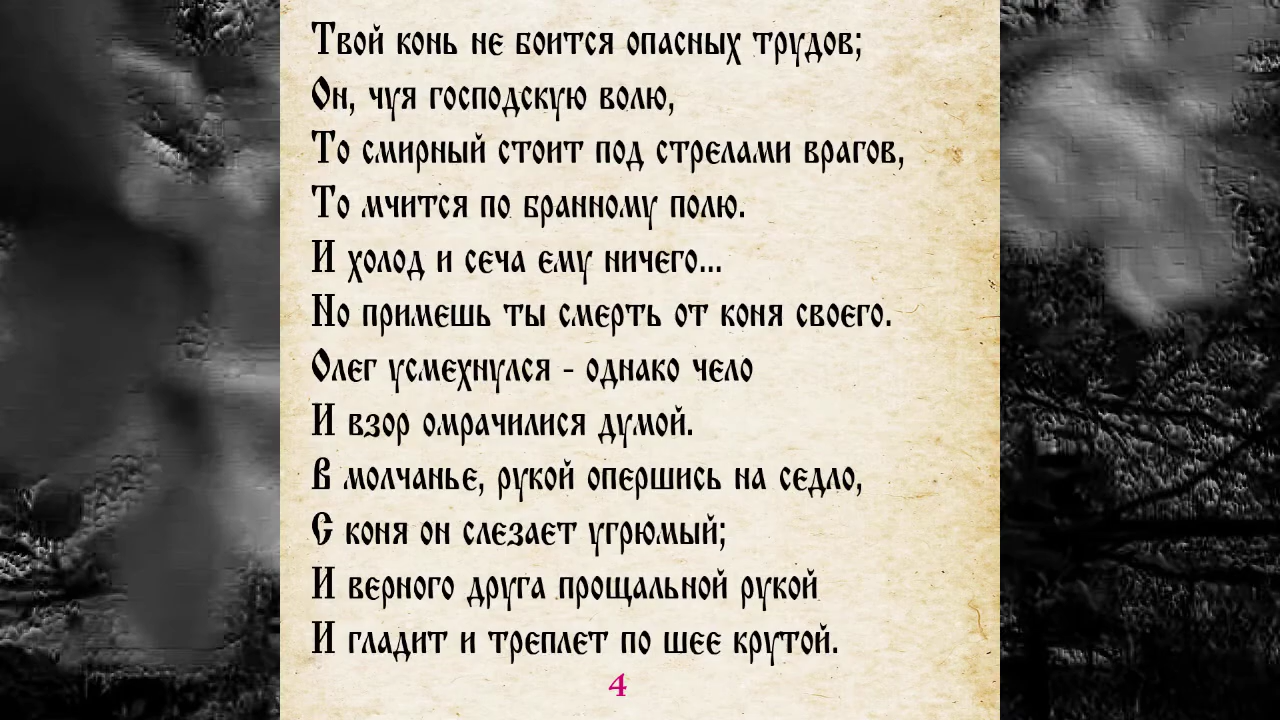 Твой конь не боится опасных трудов;
Он, чуя господскую волю,
То смирный стоит под стрелами врагов,
То мчится по бранному полю.
И холод и сеча ему ничего...
Но примешь ты смерть от коня своего.
Олег усмехнулся - однако чело
И взор омрачилися думой.
В молчанье, рукой опершись на седло,
С коня он слезает угрюмый;
И верного друга прощальной рукой
И гладит и треплет по шее крутой.
4